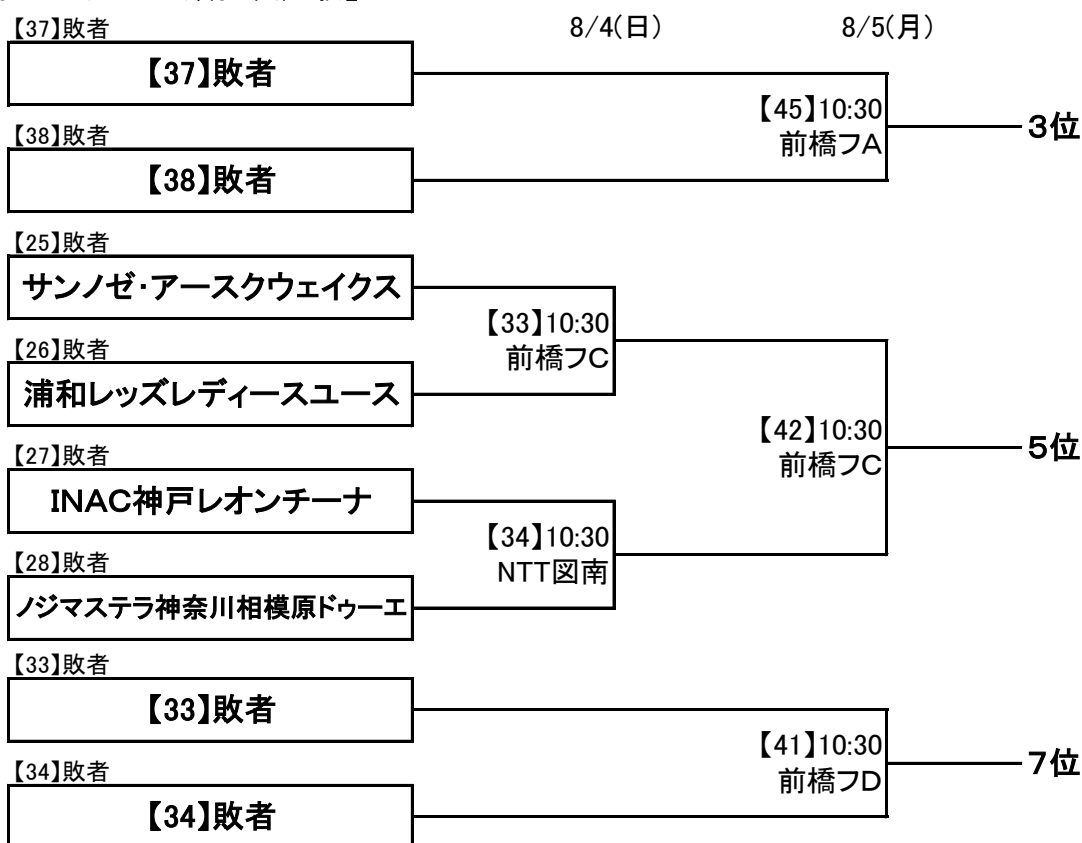 【37】敗者
8/4(日)
8/5(月)
【37】敗者
【45】10:30
前橋フA
3位
【38】敗者
【38】敗者
【25】敗者
サンノゼ・アースクウェイクス
【33】10:30
前橋フC
【26】敗者
浦和レッズレディースユース
【42】10:30
前橋フC
5位
【27】敗者
INAC神戸レオンチーナ
【34】10:30
NTT図南
【28】敗者
ノジマステラ神奈川相模原ドゥーエ
【33】敗者
【33】敗者
【41】10:30
前橋フD
7位
【34】敗者
【34】敗者